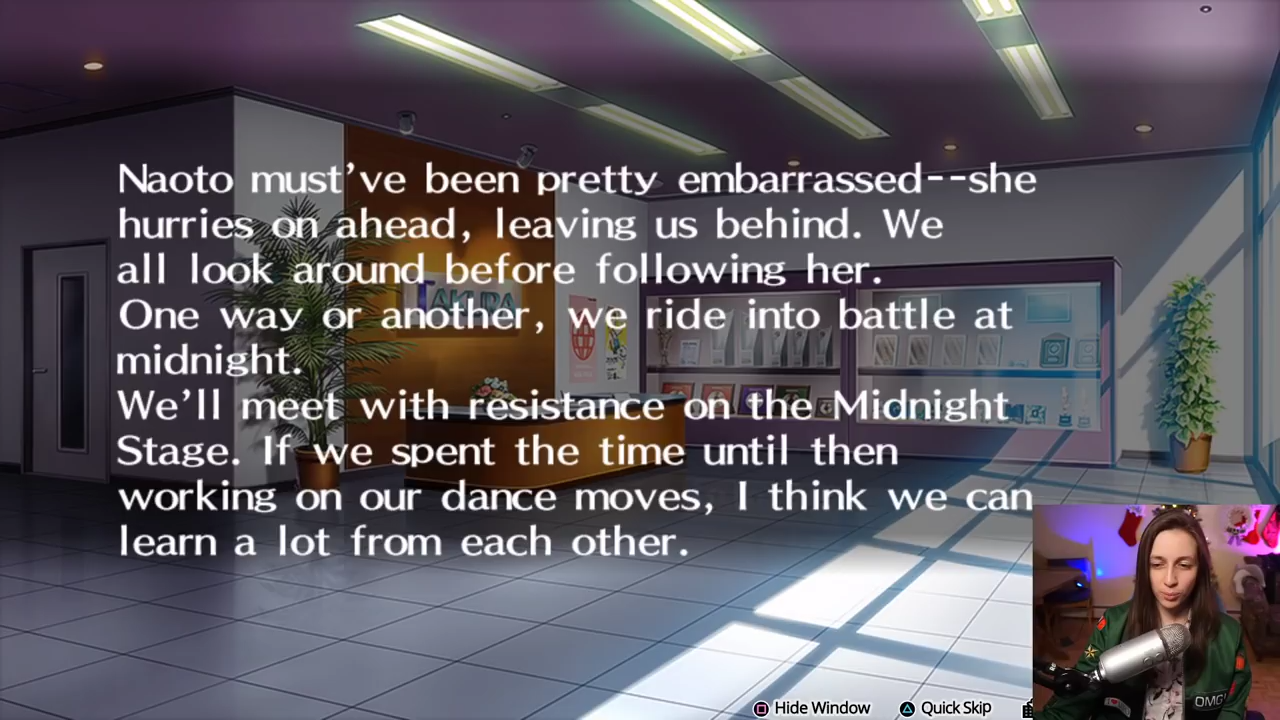 Naoto must've been pretty embarrassed--she
hurries on ahead, leaving us behind. We
all look around before following her.
One way or another, we ride into battle at
midnight.
We'll meet with resistance on the Midnight
Stage. If we spent the time until then
working on our dance moves, I think we can
learn a lot from each other.
TAKURA
Hide Window
Quick Skip
OMG!